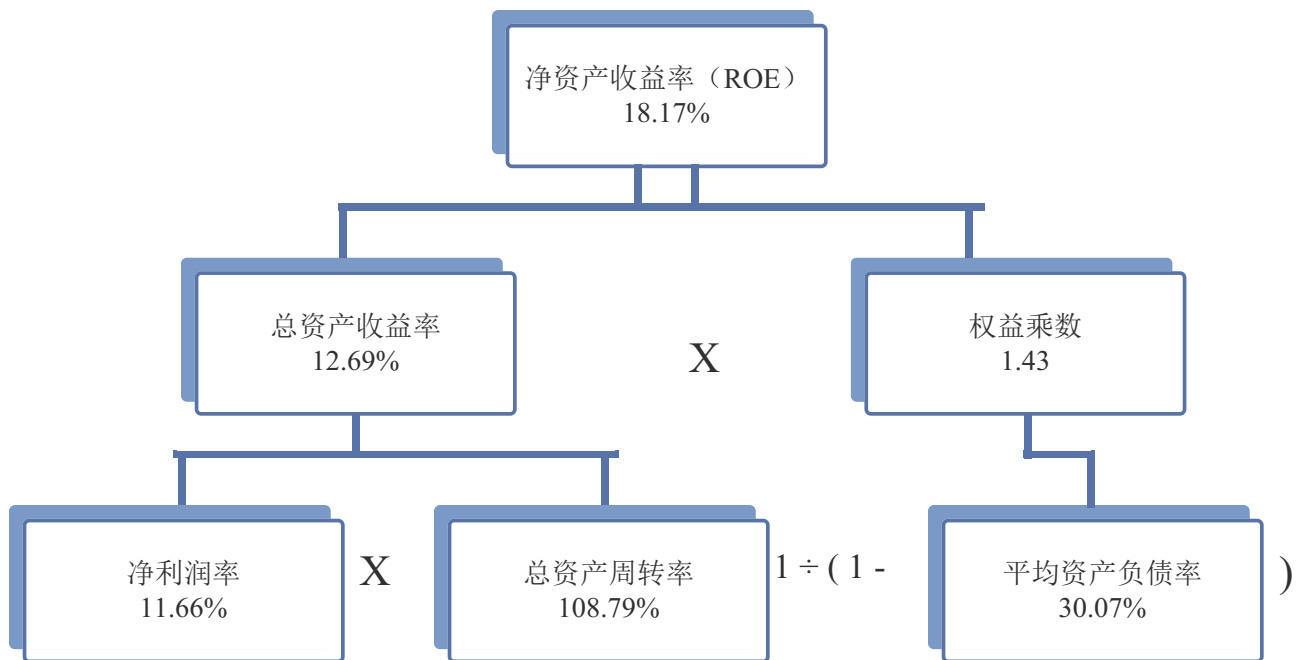 净资产收益率（ROE）
18.17%
总资产收益率
12.69%
X
权益乘数
1.43
净利润率
11.66%
X
总资产周转率
108.79%
1 ÷ ( 1 -
平均资产负债率
30.07%
)